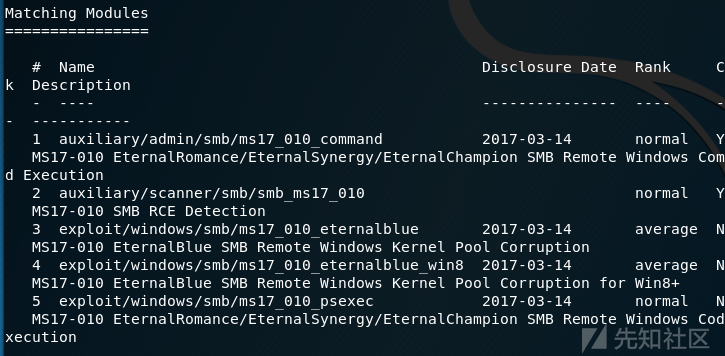 Matching Modules
================
# Name Disclosure Date Rank C
k Description
- ---- --------------- ---- -
- -----------
1 auxiliary/admin/smb/ms17_010_command 2017-03-14 normal Y
MS17-010 EternalRomance/EternalSynergy/EternalChampion SMB Remote Windows Com
d Execution
2 auxiliary/scanner/smb/smb_ms17_010 normal Y
MS17-010 SMB RCE Detection
3 exploit/windows/smb/ms17_010_eternalblue 2017-03-14 average N
MS17-010 EternalBlue SMB Remote Windows Kernel Pool Corruption
4 exploit/windows/smb/ms17_010_eternalblue_win8 2017-03-14 average N
MS17-010 EternalBlue SMB Remote Windows Kernel Pool Corruption for Win8+
5 exploit/windows/smb/ms17_010_psexec 2017-03-14 normal N
MS17-010 EternalRomance/EternalSynergy/EternalChampion SMB Remote Windows Cod
xecution
先知社区